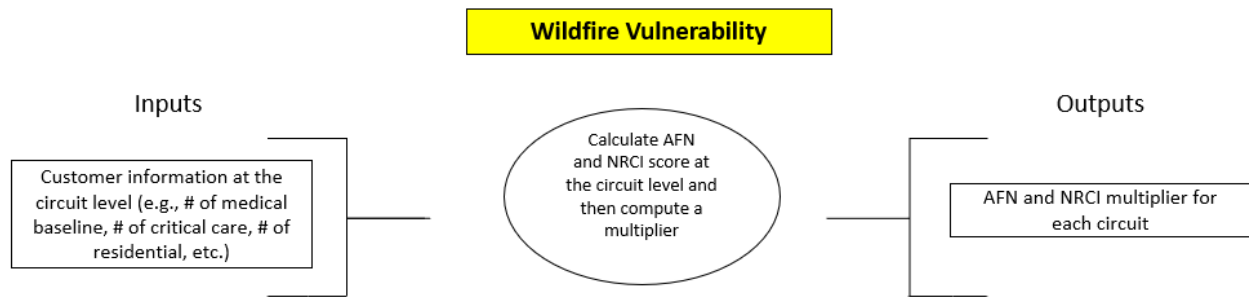 Wildfire Vulnerability
Inputs
Customer information at the
circuit level (e.g., # of medical
baseline, # of critical care, # of
residential, etc.)
Calculate AFN
and NRCI score at
the circuit level and
then compute a
multiplier
Outputs
AFN and NRCI multiplier for
each circuit